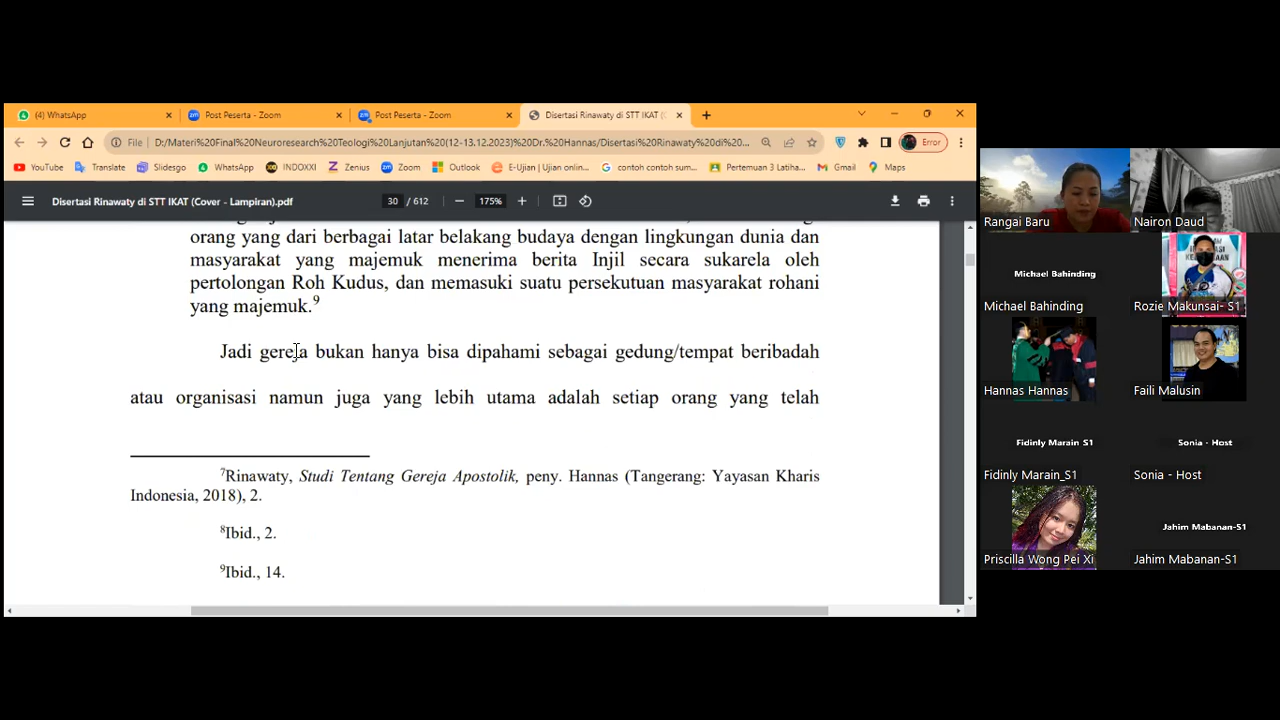 (4) WhatsApp
Post Peserta - Zoom
Post Peserta - Zoom
Disertasi Rinawaty di STT IKAT (C
File D:/Materi%20Final%20Neuroresearch%20Teologi%20Lanjutan%20(12-13.12.2023)%20Dr.%20Hannas/Disertasi%20Rinawaty%20di%20...
Error
YouTube Translate Slidesgo WhatsApp INDOXXI Zenius Outlook E-Ujian | Ujian onlin... contoh contoh sum... Pertemuan 3 Latiha... Gmail Maps
Disertasi Rinawaty di STT IKAT (Cover - Lampiran).pdf
30 / 612
175%
orang yang dari berbagai latar belakang budaya dengan lingkungan dunia dan
masyarakat yang majemuk menerima berita Injil secara sukarela oleh
pertolongan Roh Kudus, dan memasuki suatu persekutuan masyarakat rohani
yang majemuk.9
Jadi gereja bukan hanya bisa dipahami sebagai gedung/tempat beribadah
atau organisasi namun juga yang lebih utama adalah setiap orang yang telah
7Rinawaty, Studi Tentang Gereja Apostolik, peny. Hannas (Tangerang: Yayasan Kharis
Indonesia, 2018), 2.
8Ibid., 2.
9Ibid., 14.
Rangai Baru
Nairon Daud
Michael Bahinding
Michael Bahinding
Rozie Makunsai- S1
Hannas Hannas
Faili Malusin
Fidinly Marain S1
Fidinly Marain_S1
Sonia - Host
Sonia - Host
Priscilla Wong Pei Xi
Jahim Mabanan-S1
Jahim Mabanan-S1